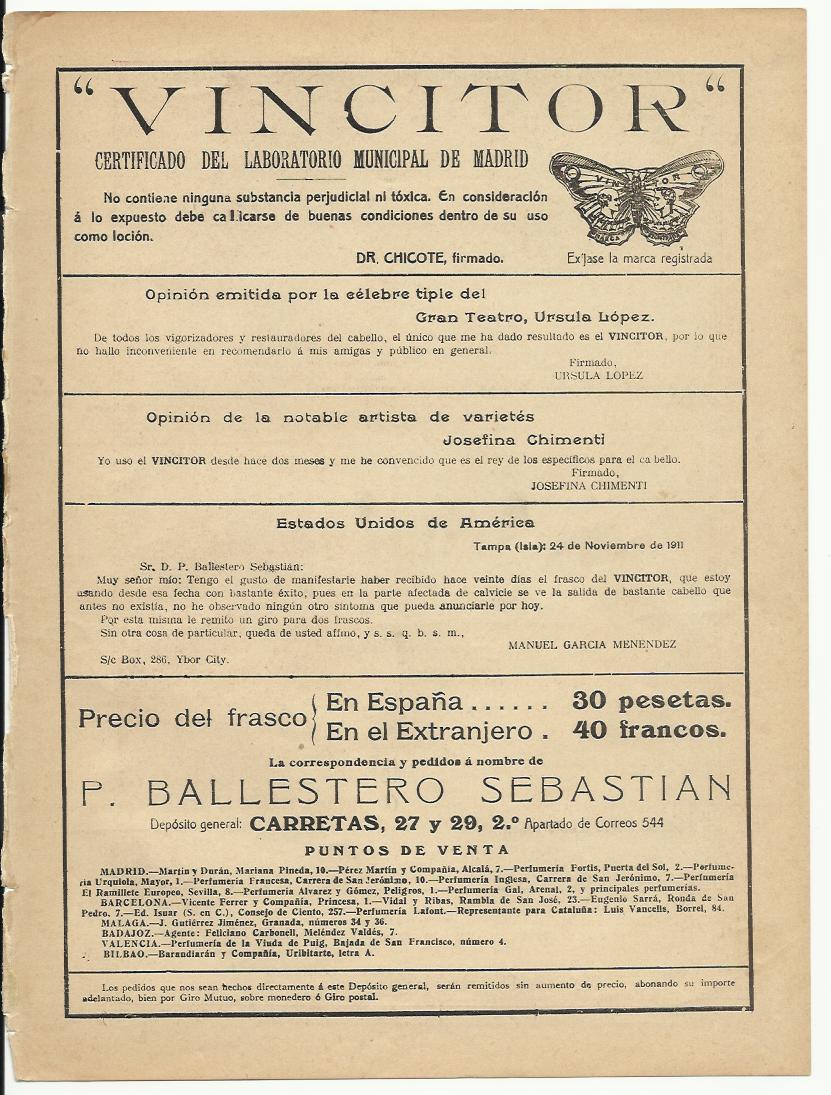 “VINCITOR“
CERTIFICADO DEL LABORATORIO MUNICIPAL DE MADRID
No contiene ninguna substancia perjudicial ni tóxica. En consideración
á lo expuesto debe calificarse de buenas condiciones dentro de su uso
como loción.
DR. CHICOTE, firmado.
VIN TOR
MARCA
Ex'jase la marca registrada
Opinión emitida por la célebre tiple del
Gran Teatro, Ursula López.
De todos los vigorizadores y restauradores del cabello, el único que me ha dado resultado es el VINCITOR, por lo que
no hallo inconveniente en recomendarlo á mis amigas y público en general.
Firmado,
URSULA LOPEZ
Opinión de la notable artista de varietés
Josefina Chimenti
Yo uso el VINCITOR desde hace dos meses y me he convencido que es el rey de los específicos para el cabello.
Firmado,
JOSEFINA CHIMENTI
Estados Unidos de América
Tampa (Isla): 24 de Noviembre de 1911
Sr. D. P. Ballestero Sebastián:
Muy señor mío: Tengo el gusto de manifestarle haber recibido hace veinte días el frasco del VINCITOR, que estoy
usando desde esa fecha con bastante éxito, pues en la parte afectada de calvicie se ve la salida de bastante cabello que
antes no existía, no he observado ningún otro síntoma que pueda anunciarle por hoy.
Por esta misma le remito un giro para dos frascos.
Sin otra cosa de particular, queda de usted afimo, y s. s. q. b. s. m.,
MANUEL GARCIA MENENDEZ
S/c Box, 286, Ybor City.
Precio del frasco
En España ...... 30 pesetas.
En el Extranjero . 40 francos.
La correspondencia y pedidos á nombre de
P. BALLESTERO SEBASTIAN
Depósito general: CARRETAS, 27 y 29, 2.º Apartado de Correos 544
PUNTOS DE VENTA
MADRID.—Martín y Durán, Mariana Pineda, 10.—Pérez Martín y Compañía, Alcalá, 7.—Perfumería Fortis, Puerta del Sol, 2.—Perfume-
ría Urquiola, Mayor, 1.—Perfumería Francesa, Carrera de San Jerónimo, 10.—Perfumería Inglesa, Carrera de San Jerónimo, 7.—Perfumería
El Ramillete Europeo, Sevilla, 8.—Perfumería Alvarez y Gómez, Peligros, 1.—Perfumería Gal, Arenal, 2, y principales perfumerías.
BARCELONA.—Vicente Ferrer y Compañía, Princesa, 1.—Vidal y Ribas, Rambla de San José, 23.—Eugenio Sarrá, Ronda de San
Pedro, 7.—Ed. Isuar (S. en C.), Consejo de Ciento, 257.—Perfumería Lafont.—Representante para Cataluña: Luis Vancells, Borrel, 84.
MALAGA.—J. Gutiérrez Jiménez, Granada, números 34 y 36.
BADAJOZ.—Agente: Feliciano Carbonell, Meléndez Valdés, 7.
VALENCIA.—Perfumería de la Viuda de Puig, Bajada de San Francisco, número 4.
BILBAO.—Barandiarán y Compañía, Uribitarte, letra A.
Los pedidos que nos sean hechos directamente á este Depósito general, serán remitidos sin aumento de precio, abonando su importe
adelantado, bien por Giro Mutuo, sobre monedero ó Giro postal.